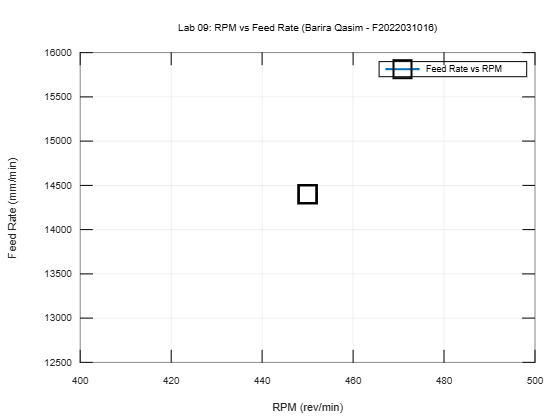 Lab 09: RPM vs Feed Rate (Barira Qasim - F2022031016)
Feed Rate vs RPM
16000
15500
15000
14500
14000
13500
13000
12500
Feed Rate (mm/min)
400 420 440 460 480 500
RPM (rev/min)